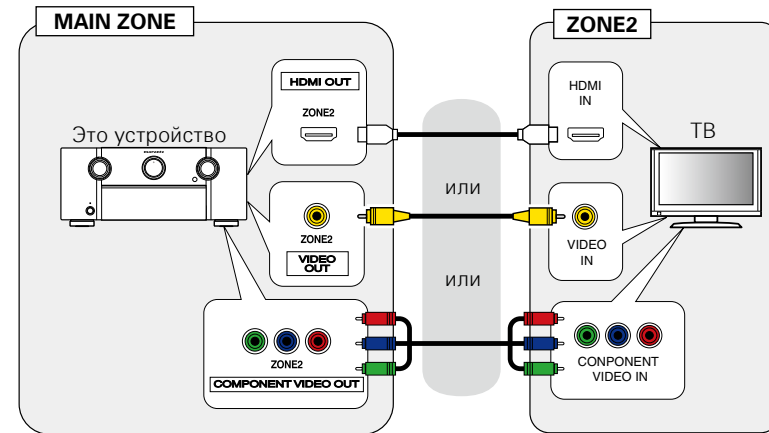 MAIN ZONE
ZONE2
HDMI OUT
ZONE2
HDMI
IN
Это устройство
ТВ
или
ZONE2
VIDEO
OUT
VIDEO
IN
или
ZONE2
COMPONENT VIDEO OUT
CONPONENT
VIDEO IN